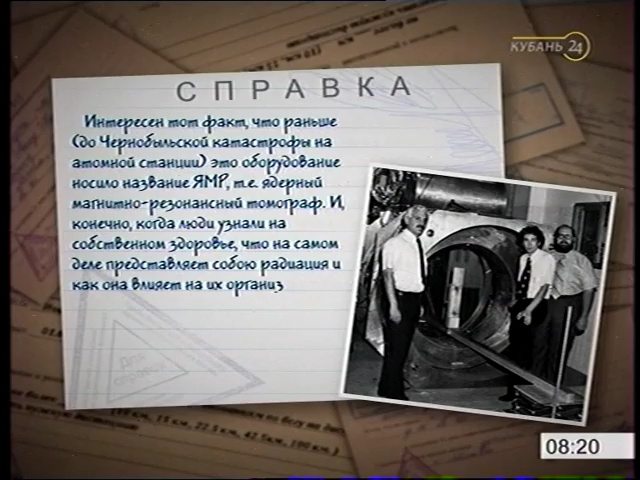 КУБАНЬ 24
СПРАВКА
Интересен тот факт, что раньше
(до Чернобыльской катастрофы на
атомной станции) это оборудование
носило название ЯМР, т.е. ядерный
магнитно-резонансный томограф. И,
конечно, когда люди узнали на
собственном здоровье, что на самом
деле представляет собою радиация и
как она влияет на их организ
Для
справки
08:20